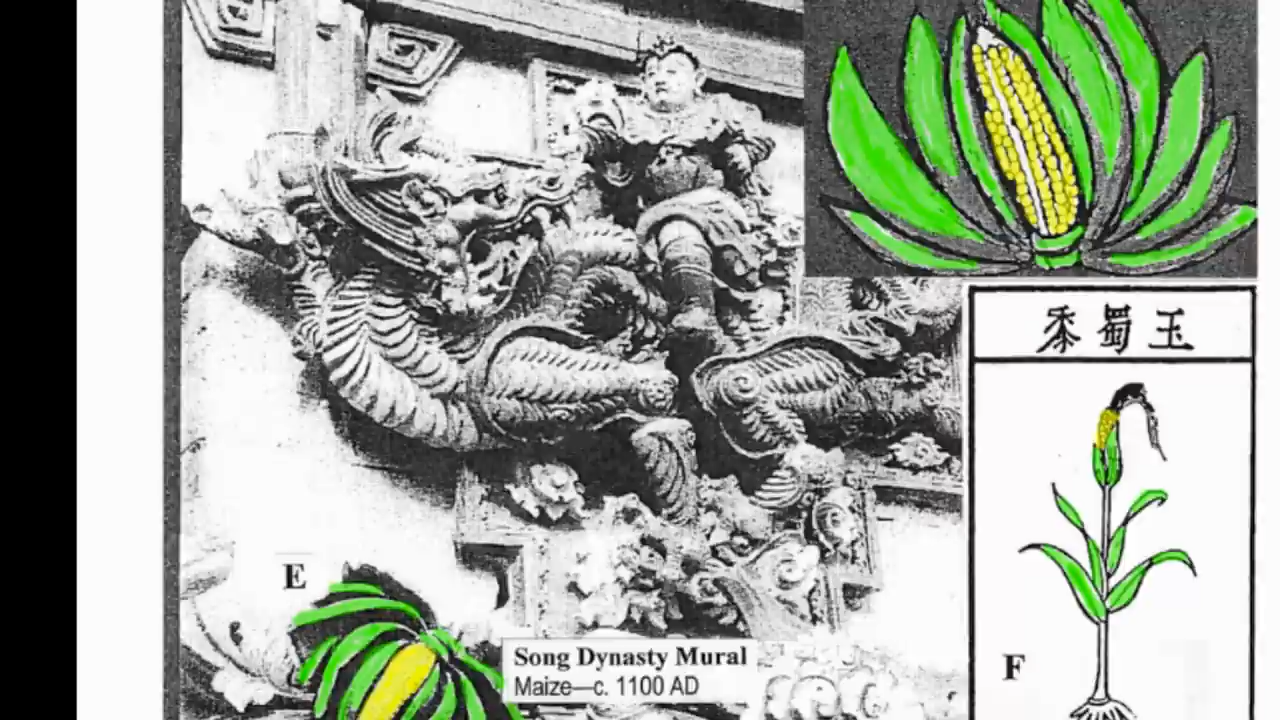 黍蜀玉
E
Song Dynasty Mural
Maize—c. 1100 AD
F